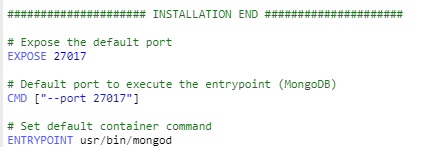 ##################### INSTALLATION END #####################
# Expose the default port
EXPOSE 27017
# Default port to execute the entrypoint (MongoDB)
CMD ["--port 27017"]
# Set default container command
ENTRYPOINT usr/bin/mongod